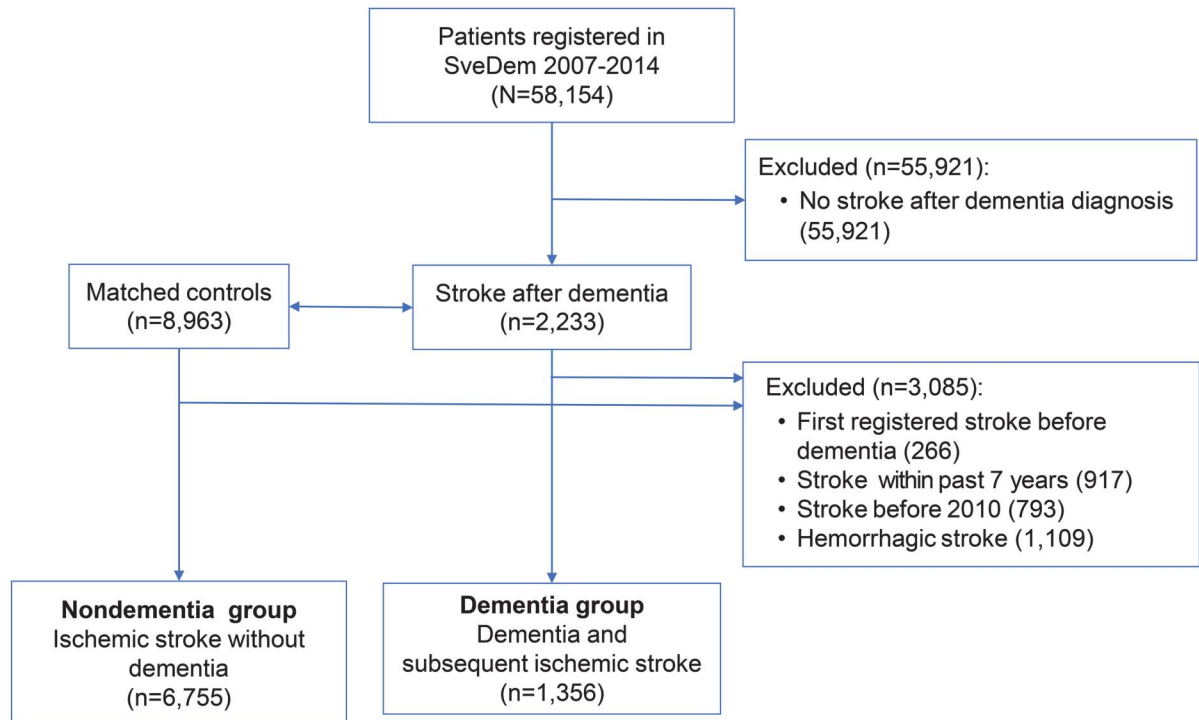 Patients registered in
SveDem 2007-2014
(N=58,154)
Excluded (n=55,921):
• No stroke after dementia diagnosis
(55,921)
Matched controls
(n=8,963)
Stroke after dementia
(n=2,233)
Excluded (n=3,085):
• First registered stroke before
dementia (266)
• Stroke within past 7 years (917)
• Stroke before 2010 (793)
• Hemorrhagic stroke (1,109)
Nondementia group
Ischemic stroke without
dementia
(n=6,755)
Dementia group
Dementia and
subsequent ischemic stroke
(n=1,356)